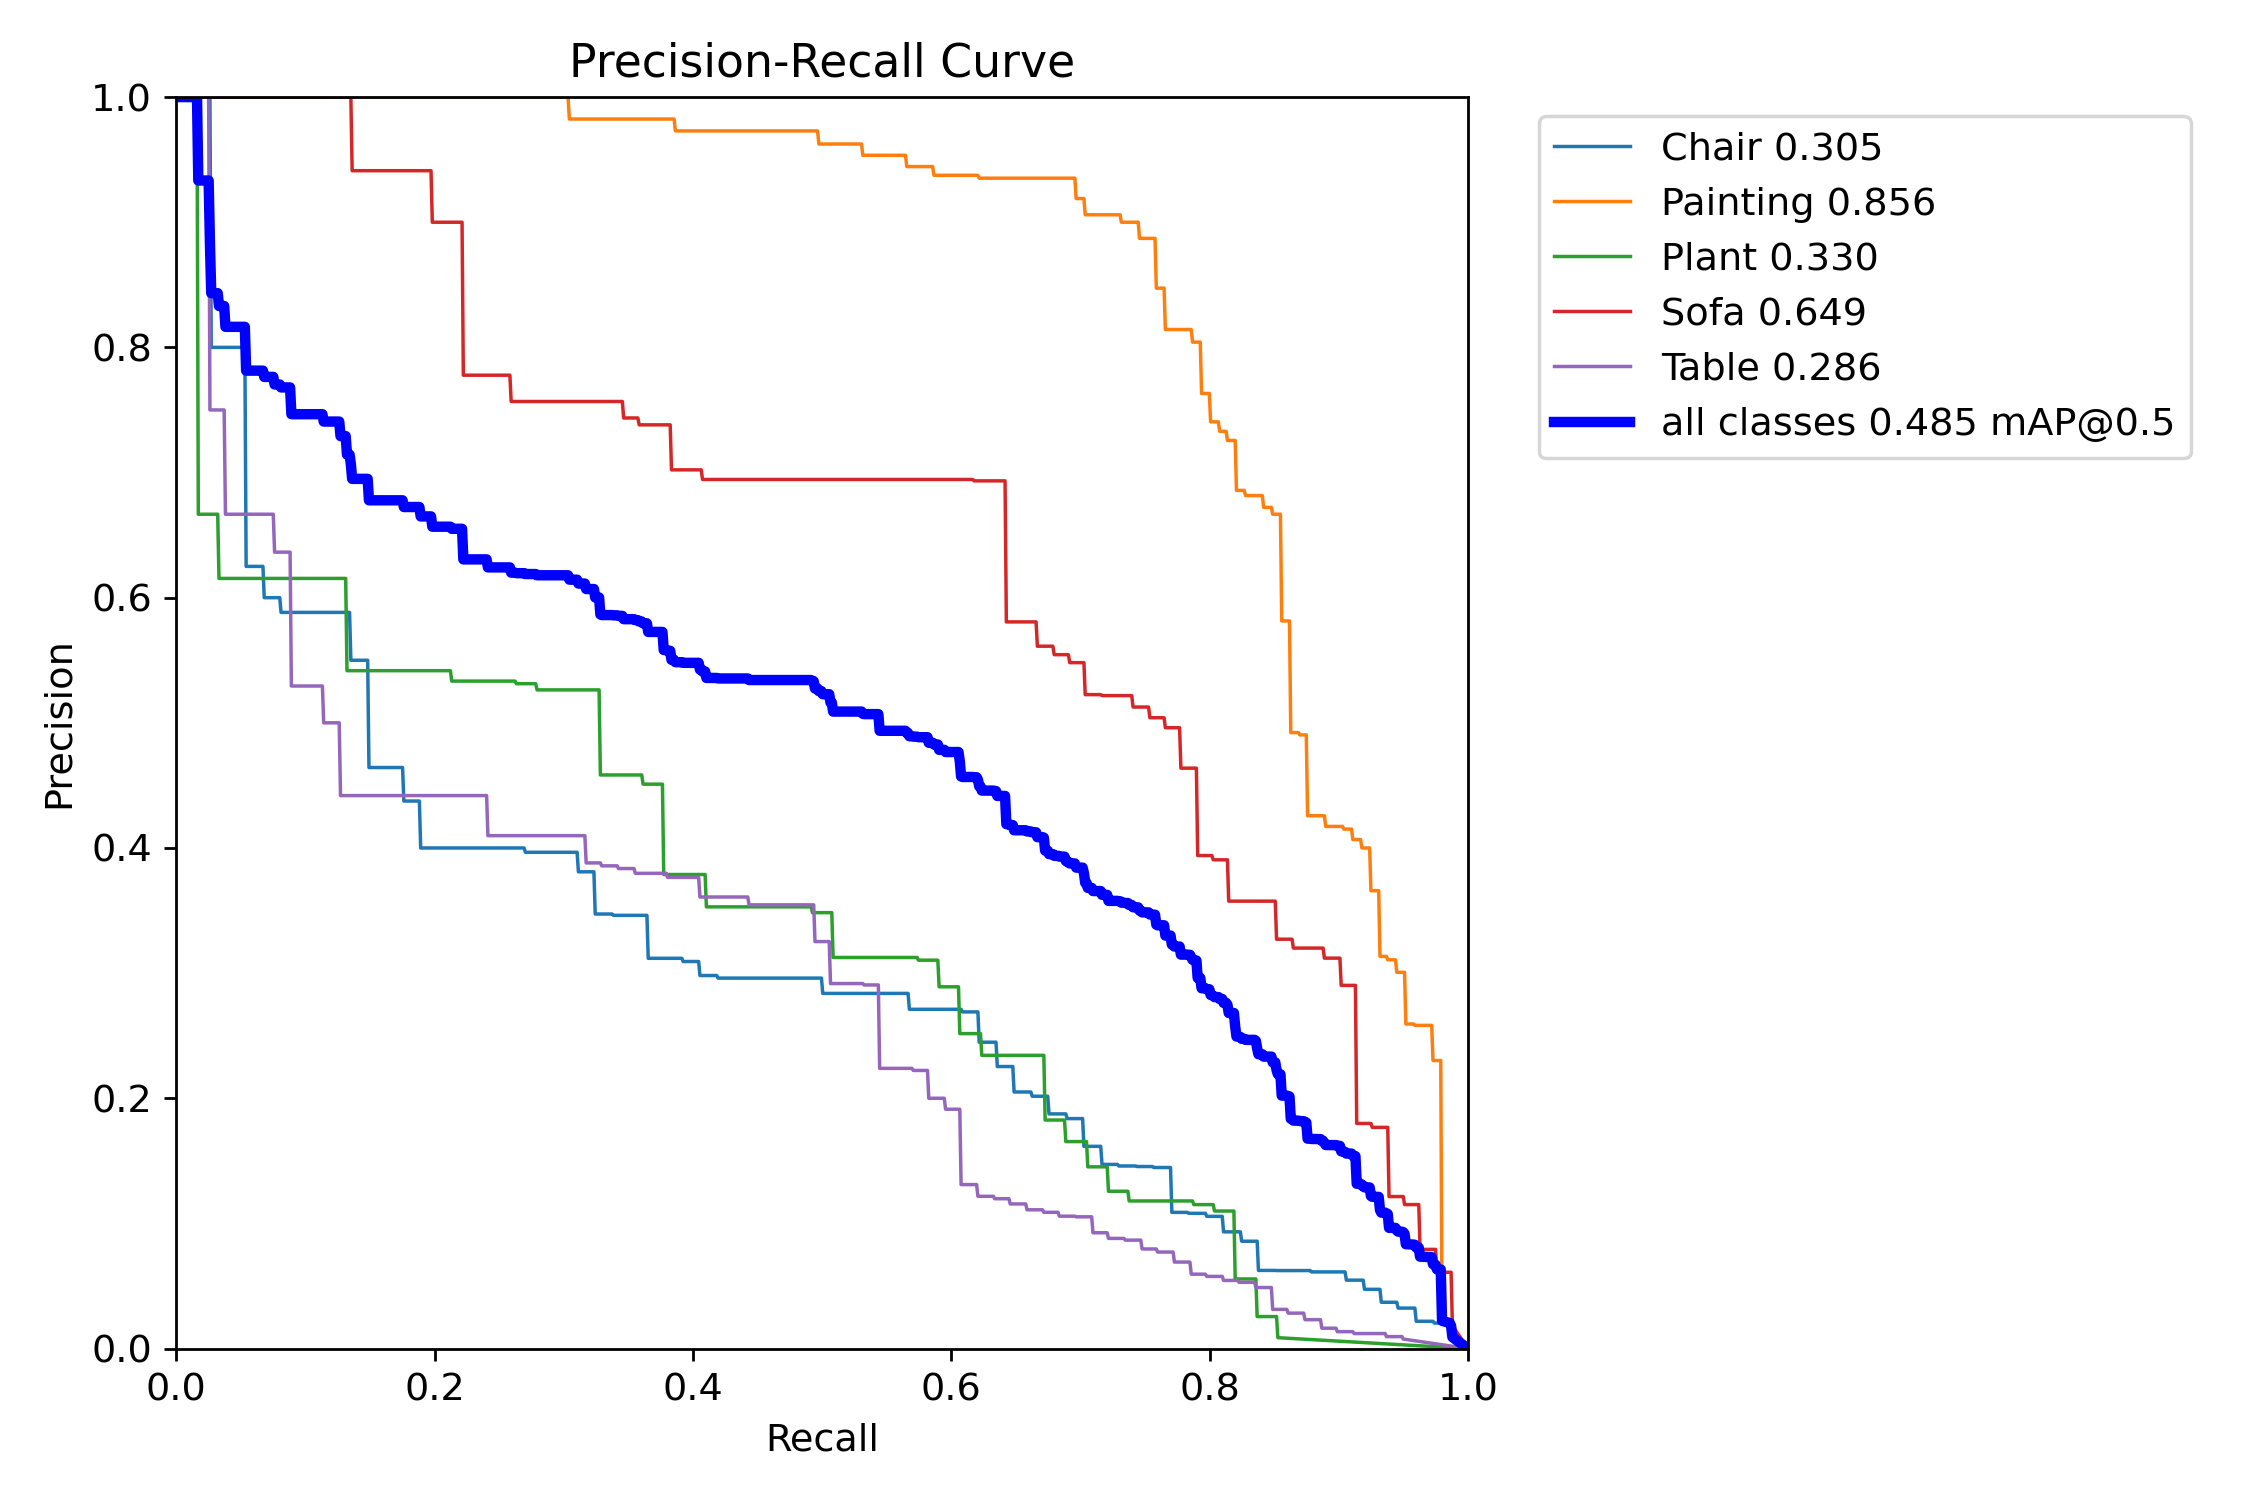 Precision-Recall Curve
1.0
0.8
0.6
0.4
0.2
0.0
Precision
0.0 0.2 0.4 0.6 0.8 1.0
Recall
Chair 0.305
Painting 0.856
Plant 0.330
Sofa 0.649
Table 0.286
all classes 0.485 mAP@0.5